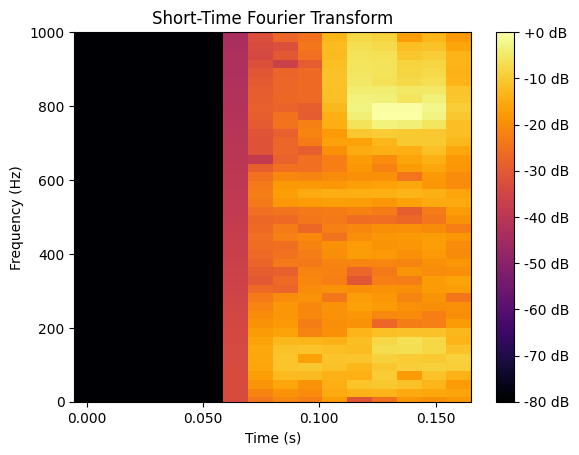 Short-Time Fourier Transform
Frequency (Hz)
1000
800
600
400
200
0
0.000
0.050
0.100
0.150
Time (s)
+0 dB
-10 dB
-20 dB
-30 dB
-40 dB
-50 dB
-60 dB
-70 dB
-80 dB